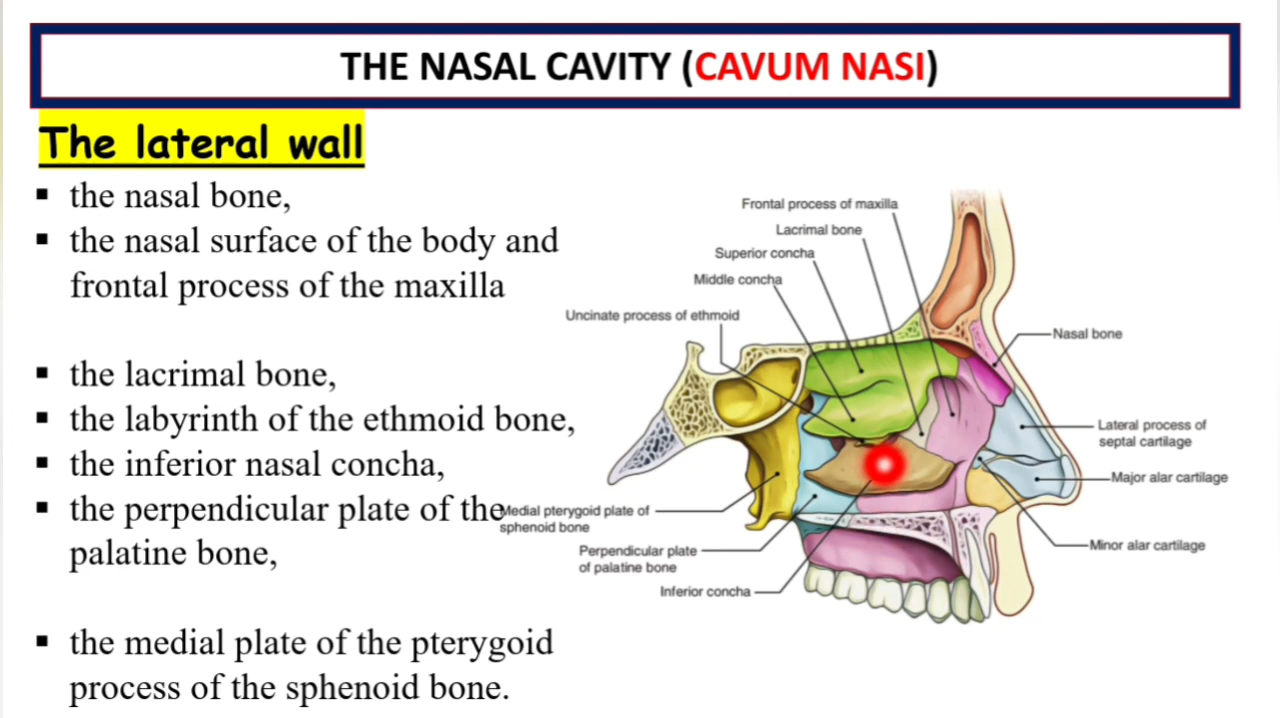 THE NASAL CAVITY (CAVUM NASI)
The lateral wall
▪ the nasal bone,
▪ the nasal surface of the body and
frontal process of the maxilla
▪ the lacrimal bone,
▪ the labyrinth of the ethmoid bone,
▪ the inferior nasal concha,
▪ the perpendicular plate of the
palatine bone,
▪ the medial plate of the pterygoid
process of the sphenoid bone.
Frontal process of maxilla
Lacrimal bone
Superior concha
Middle concha
Uncinate process of ethmoid
Nasal bone
Lateral process of
septal cartilage
Major alar cartilage
Minor alar cartilage
Medial pterygoid plate of
sphenoid bone
Perpendicular plate
of palatine bone
Inferior concha